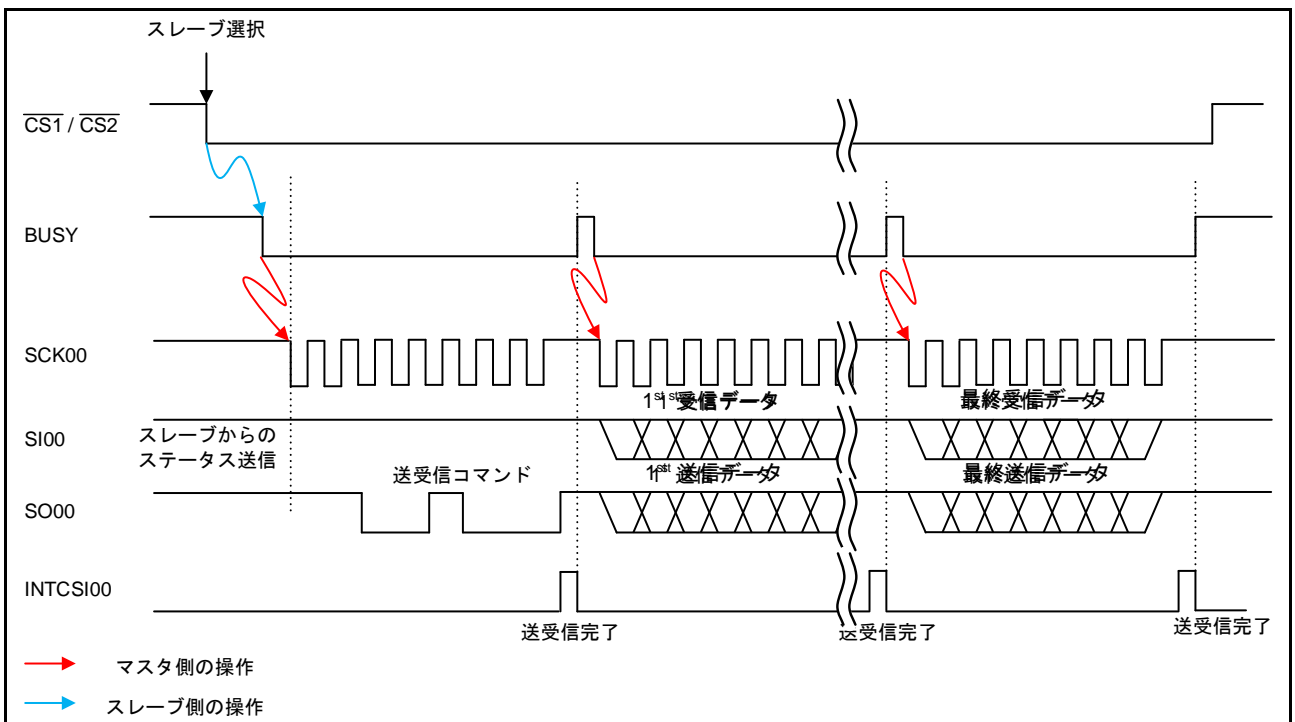 スレーブ選択
CS1 / CS2
BUSY
SCK00
1st受信データ
最終受信データ
SI00
スレーブからの
ステータス送信
送受信コマンド
1st 送信データ
最終送信データ
SO00
INTCSI00
送受信完了
送受信完了
送受信完了
マスタ側の操作
スレーブ側の操作